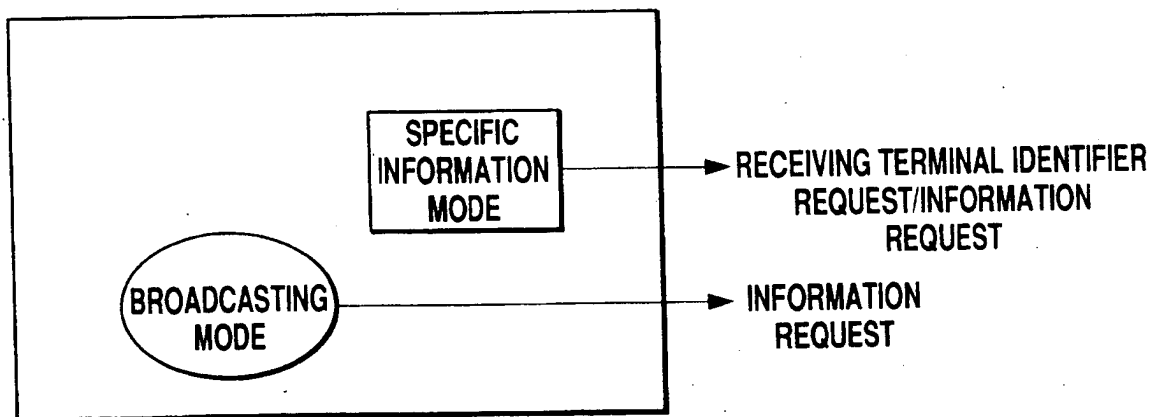 SPECIFIC
INFORMATION
MODE
RECEIVING TERMINAL IDENTIFIER
REQUEST/INFORMATION
REQUEST
BROADCASTING
MODE
INFORMATION
REQUEST